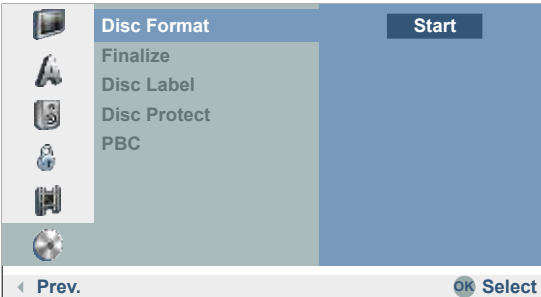 Disc Format
Start
Finalize
Disc Label
Disc Protect
PBC
Prev.
OK Select